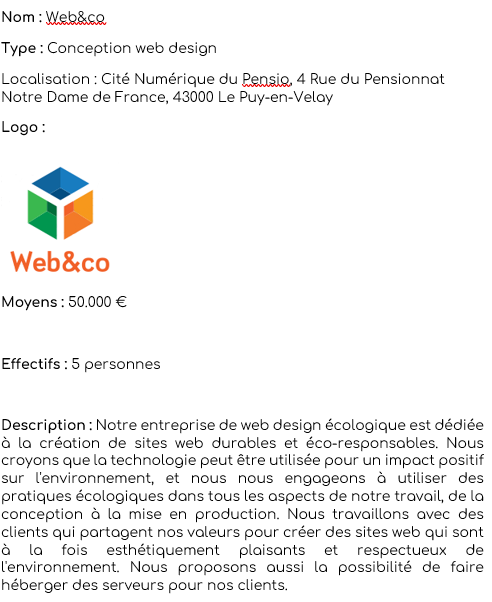 Nom : Web&co
Type : Conception web design
Localisation : Cité Numérique du Pensio, 4 Rue du Pensionnat
Notre Dame de France, 43000 Le Puy-en-Velay
Logo :
Web&co
Moyens : 50.000 €
Effectifs : 5 personnes
Description : Notre entreprise de web design écologique est dédiée
à la création de sites web durables et éco-responsables. Nous
croyons que la technologie peut être utilisée pour un impact positif
sur l'environnement, et nous nous engageons à utiliser des
pratiques écologiques dans tous les aspects de notre travail, de la
conception à la mise en production. Nous travaillons avec des
clients qui partagent nos valeurs pour créer des sites web qui sont
à la fois esthétiquement plaisants et respectueux de
l'environnement. Nous proposons aussi la possibilité de faire
héberger des serveurs pour nos clients.